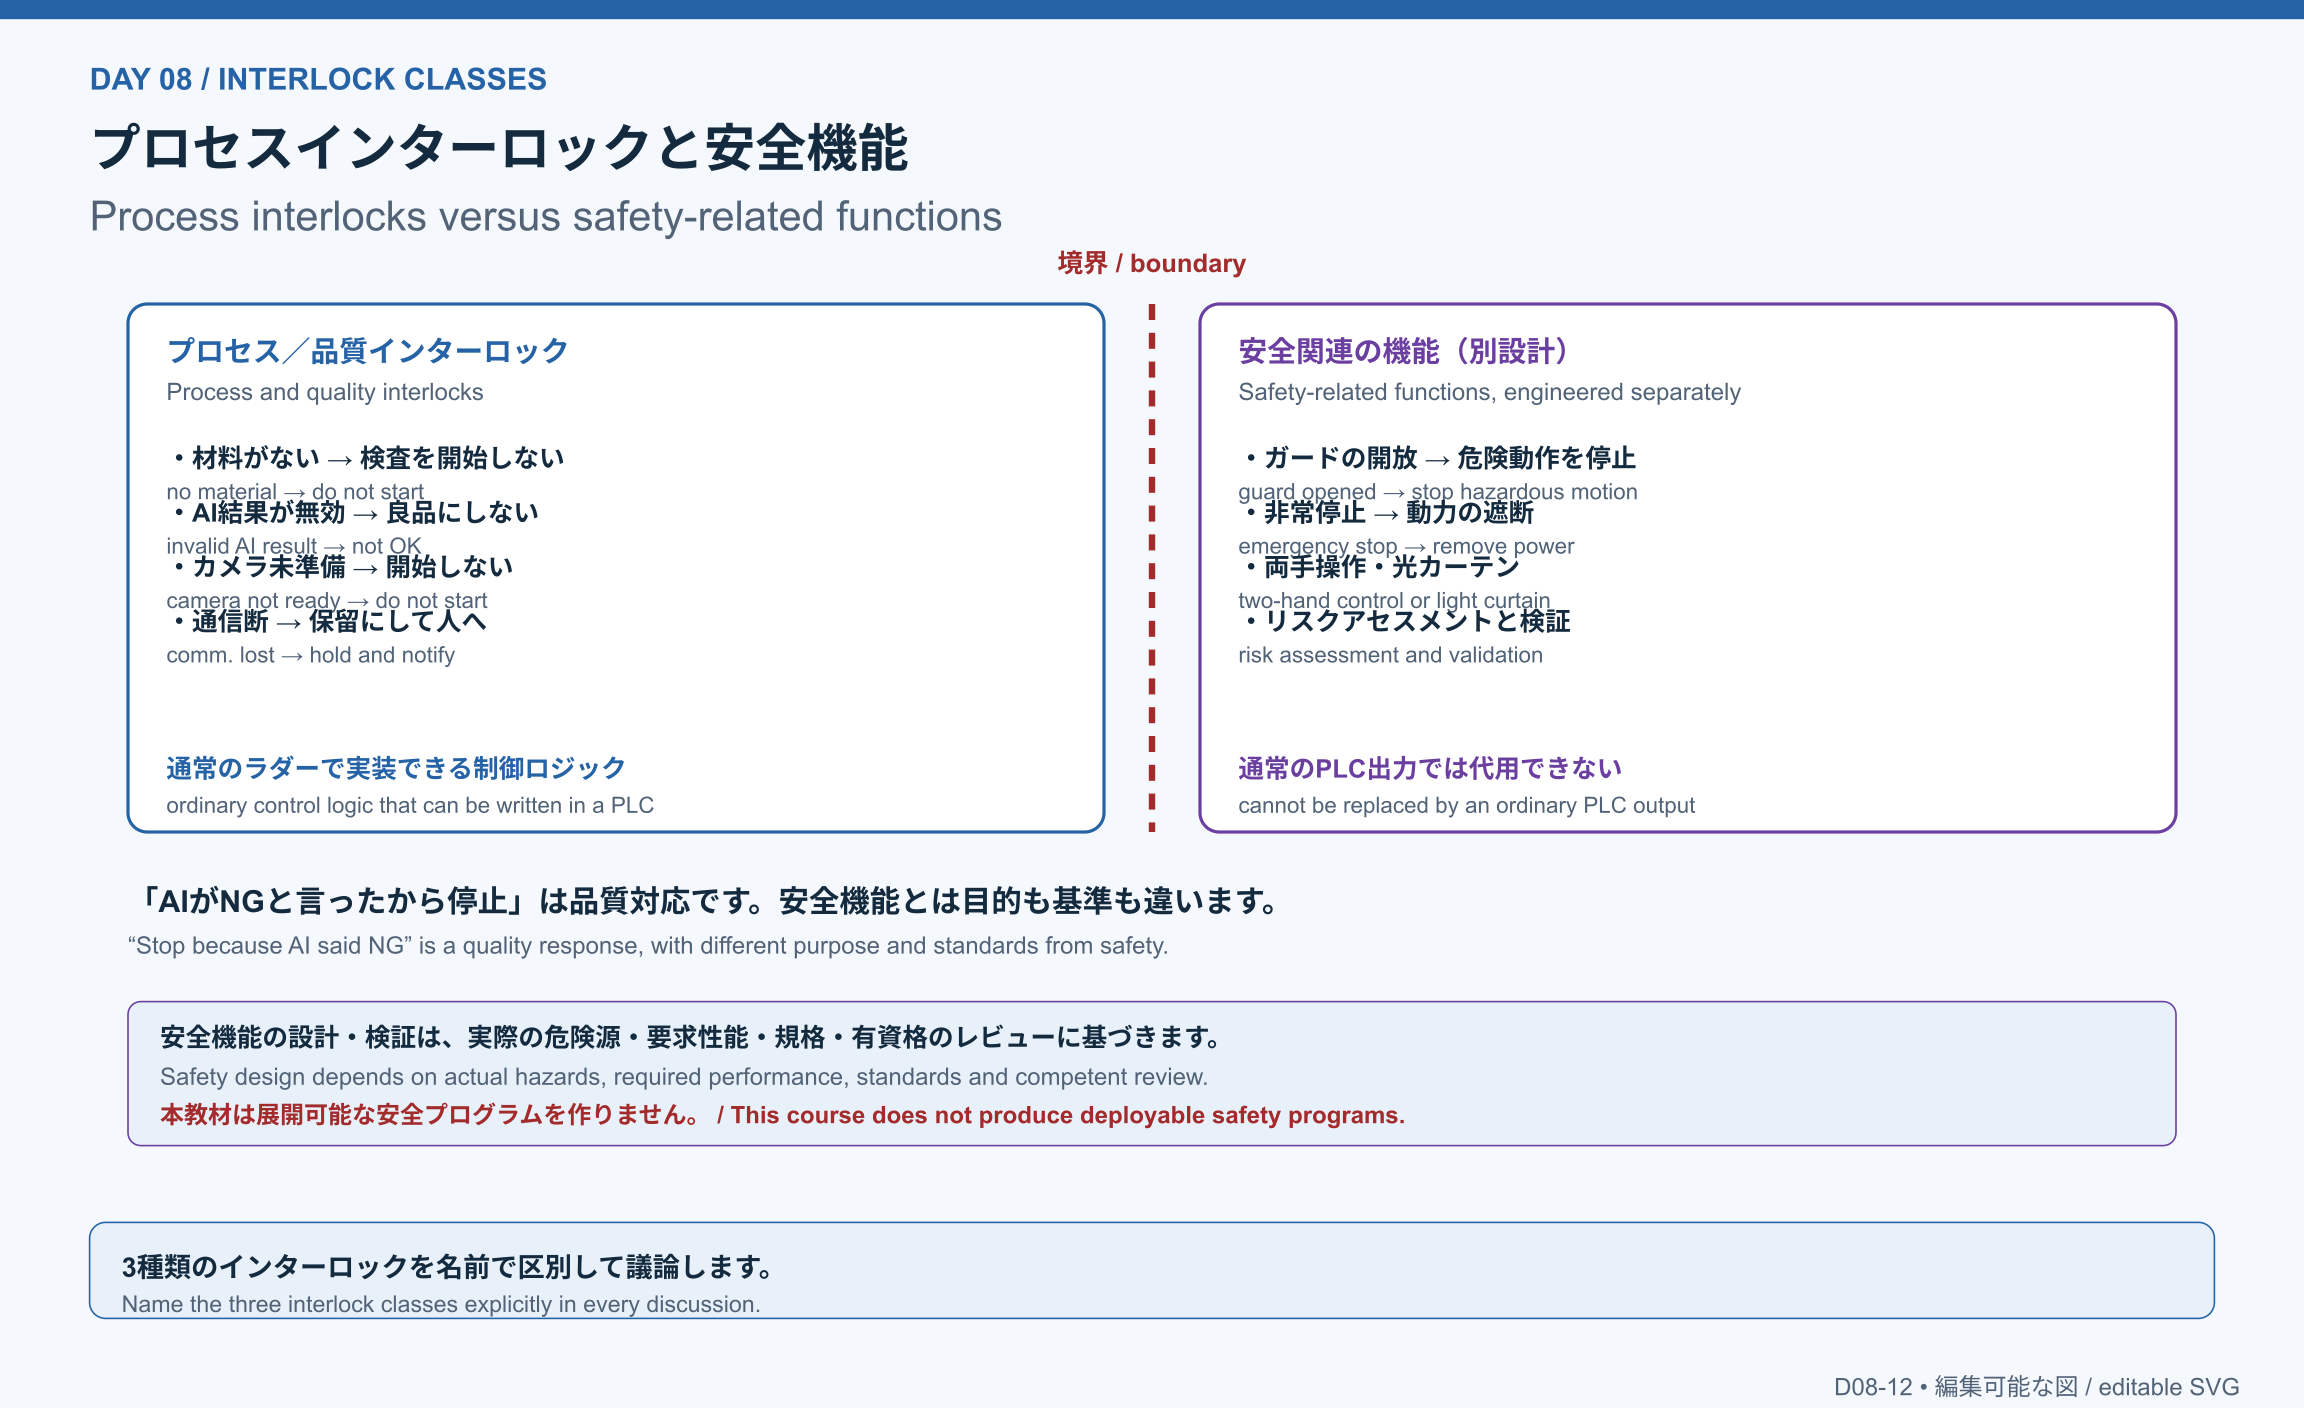 DAY 08 / INTERLOCK CLASSES
プロセスインターロックと安全機能
Process interlocks versus safety-related functions
境界 / boundary
プロセス／品質インターロック
Process and quality interlocks
・材料がない → 検査を開始しない
no material → do not start
・AI結果が無効 → 良品にしない
invalid AI result → not OK
・カメラ未準備 → 開始しない
camera not ready → do not start
・通信断 → 保留にして人へ
comm. lost → hold and notify
通常のラダーで実装できる制御ロジック
ordinary control logic that can be written in a PLC
安全関連の機能（別設計）
Safety-related functions, engineered separately
・ガードの開放 → 危険動作を停止
guard opened → stop hazardous motion
・非常停止 → 動力の遮断
emergency stop → remove power
・両手操作・光カーテン
two-hand control or light curtain
・リスクアセスメントと検証
risk assessment and validation
通常のPLC出力では代用できない
cannot be replaced by an ordinary PLC output
「AIがNGと言ったから停止」は品質対応です。安全機能とは目的も基準も違います。
“Stop because AI said NG” is a quality response, with different purpose and standards from safety.
安全機能の設計・検証は、実際の危険源・要求性能・規格・有資格のレビューに基づきます。
Safety design depends on actual hazards, required performance, standards and competent review.
本教材は展開可能な安全プログラムを作りません。 / This course does not produce deployable safety programs.
3種類のインターロックを名前で区別して議論します。
Name the three interlock classes explicitly in every discussion.
D08-12 • 編集可能な図 / editable SVG